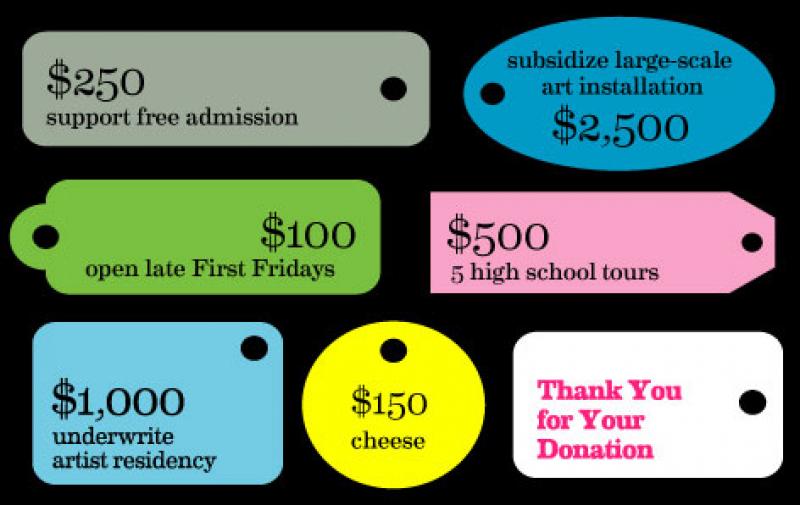 $250
support free admission
subsidize large-scale
art installation
$2,500
$100
open late First Fridays
$500
5 high school tours
$1,000
underwrite
artist residency
$150
cheese
Thank You
for Your
Donation